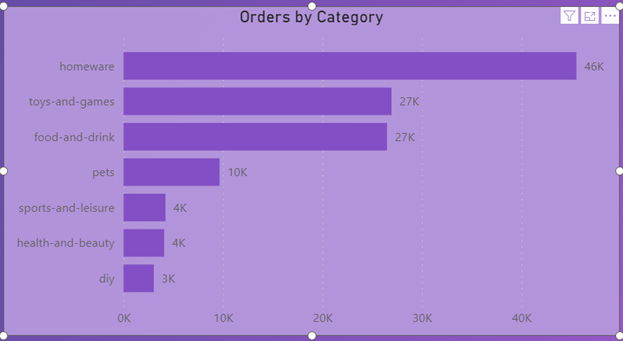 Orders by Category
homeware 46K
toys-and-games 27K
food-and-drink 27K
pets 10K
sports-and-leisure 4K
health-and-beauty 4K
diy 3K
0K 10K 20K 30K 40K